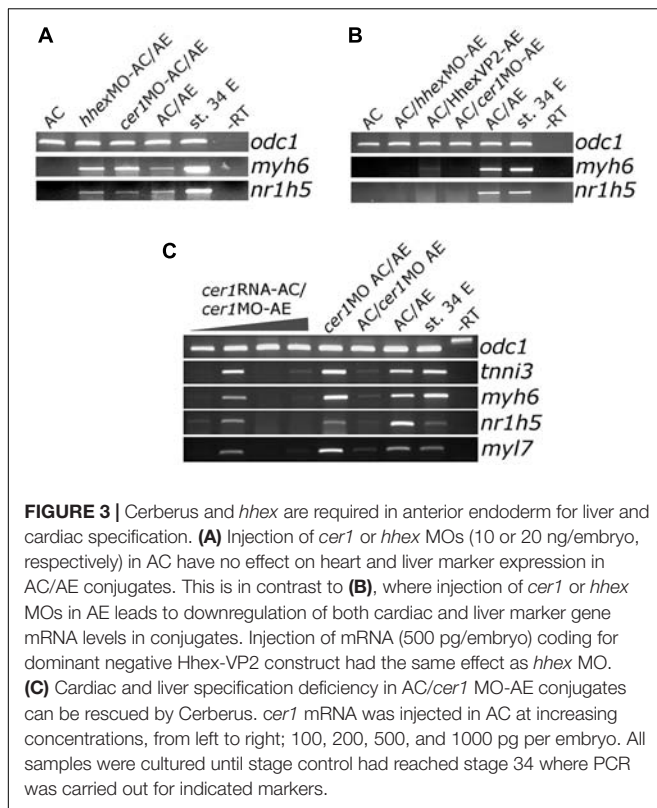 A
AC
hhexMO-AC/AE
cer1MO-AC/AE
AC/AE
st. 34 E
-RT
odc1
myh6
nr1h5
B
AC
AC/hhexMO-AE
AC/HhexVP2-AE
AC/cer1MO-AE
AC/AE
st. 34 E
-RT
odc1
myh6
nr1h5
C
cer1RNA-AC/
cer1MO-AE
cer1MO AC/AE
AC/cer1MO AE
AC/AE
st. 34 E
-RT
odc1
tnni3
myh6
nr1h5
myl7
FIGURE 3 | Cerberus and hhex are required in anterior endoderm for liver and
cardiac specification. (A) Injection of cer1 or hhex MOs (10 or 20 ng/embryo,
respectively) in AC have no effect on heart and liver marker expression in
AC/AE conjugates. This is in contrast to (B), where injection of cer1 or hhex
MOs in AE leads to downregulation of both cardiac and liver marker gene
mRNA levels in conjugates. Injection of mRNA (500 pg/embryo) coding for
dominant negative Hhex-VP2 construct had the same effect as hhex MO.
(C) Cardiac and liver specification deficiency in AC/cer1 MO-AE conjugates
can be rescued by Cerberus. cer1 mRNA was injected in AC at increasing
concentrations, from left to right; 100, 200, 500, and 1000 pg per embryo. All
samples were cultured until stage control had reached stage 34 where PCR
was carried out for indicated markers.